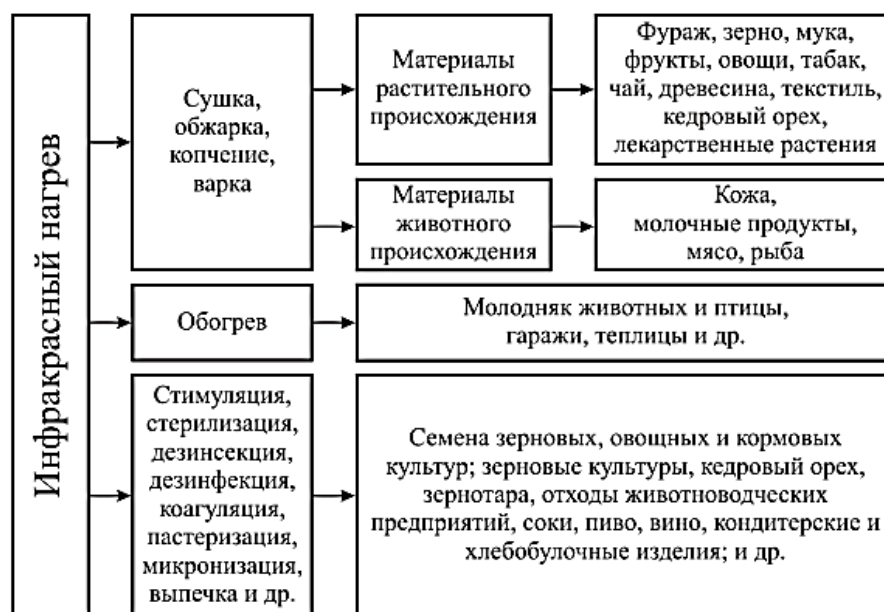 Инфракрасный нагрев
Сушка,
обжарка,
копчение,
варка
Материалы
растительного
происхождения
Фураж, зерно, мука,
фрукты, овощи, табак,
чай, древесина, текстиль,
кедровый орех,
лекарственные растения
Материалы
животного
происхождения
Кожа,
молочные продукты,
мясо, рыба
Обогрев
Молодняк животных и птицы,
гаражи, теплицы и др.
Стимуляция,
стерилизация,
дезинсекция,
дезинфекция,
коагуляция,
пастеризация,
микронизация,
выпечка и др.
Семена зерновых, овощных и кормовых
культур; зерновые культуры, кедровый орех,
зернотара, отходы животноводческих
предприятий, соки, пиво, вино, кондитерские и
хлебобулочные изделия; и др.